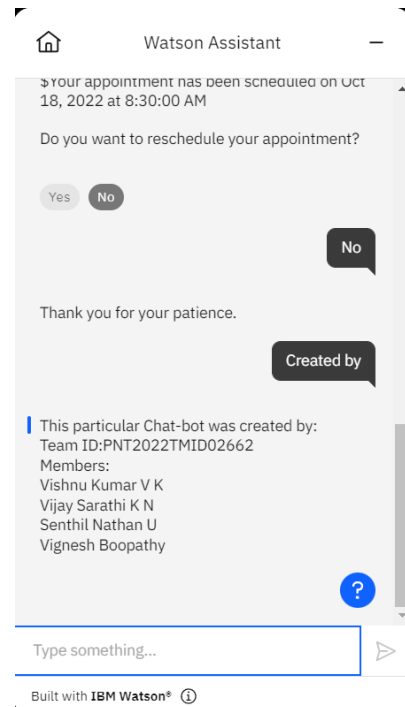 Watson Assistant
$Your appointment has been scheduled on Oct
18, 2022 at 8:30:00 AM
Do you want to reschedule your appointment?
Yes No
No
Thank you for your patience.
Created by
This particular Chat-bot was created by:
Team ID:PNT2022TMID02662
Members:
Vishnu Kumar V K
Vijay Sarathi K N
Senthil Nathan U
Vignesh Boopathy
?
Type something...
Built with IBM Watson®